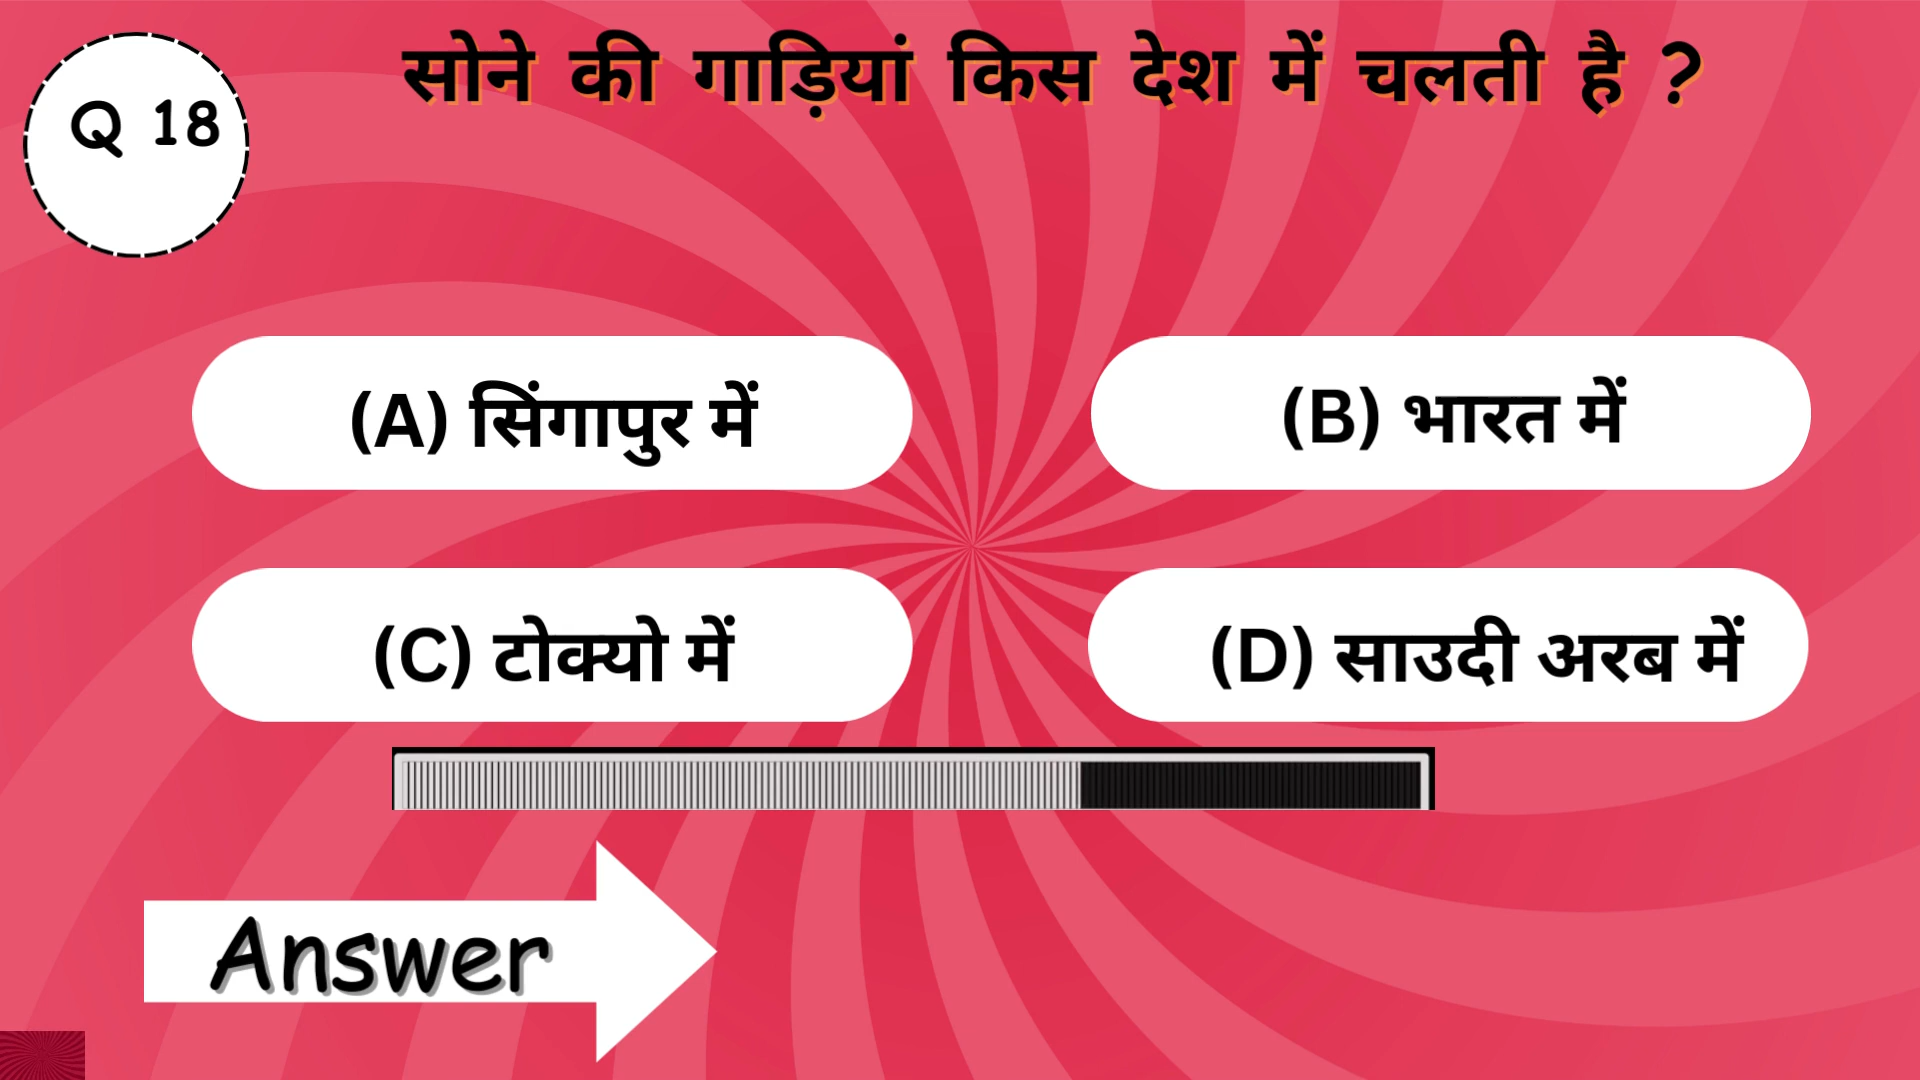 Q 18
सोने की गाड़ियां किस देश में चलती है ?
(A) सिंगापुर में
(B) भारत में
(C) टोक्यो में
(D) साउदी अरब में
Answer